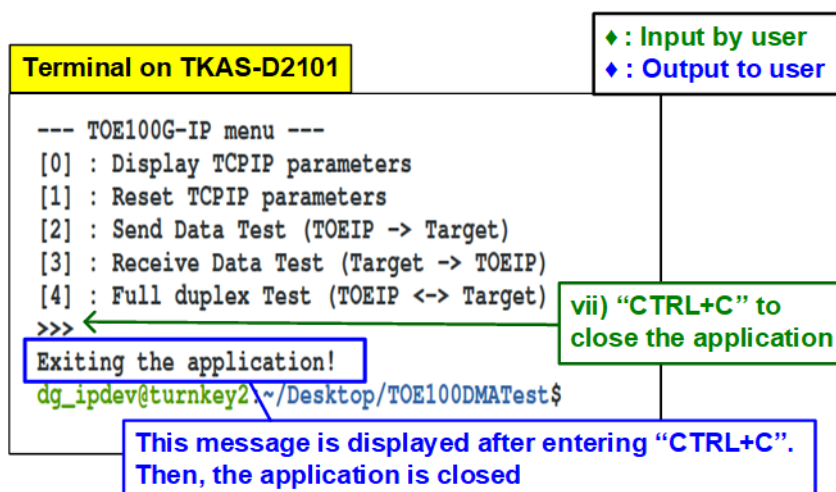 ♦ : Input by user
♦ : Output to user
Terminal on TKAS-D2101
--- TOE100G-IP menu ---
[0] : Display TCPIP parameters
[1] : Reset TCPIP parameters
[2] : Send Data Test (TOEIP -> Target)
[3] : Receive Data Test (Target -> TOEIP)
[4] : Full duplex Test (TOEIP <-> Target)
>>>
vii) “CTRL+C” to
close the application
Exiting the application!
dg_ipdev@turnkey2:~/Desktop/TOE100DMATest$
This message is displayed after entering “CTRL+C”.
Then, the application is closed